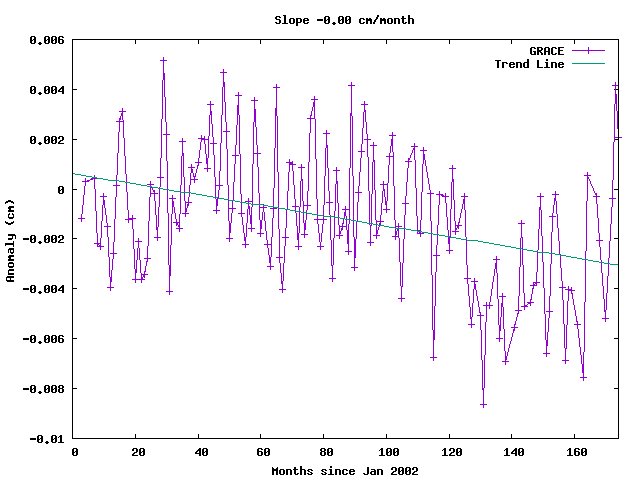 Slope -0.00 cm/month
GRACE
Trend Line
0.006
0.004
0.002
0
-0.002
-0.004
-0.006
-0.008
-0.01
Anomaly (cm)
0 20 40 60 80 100 120 140 160
Months since Jan 2002